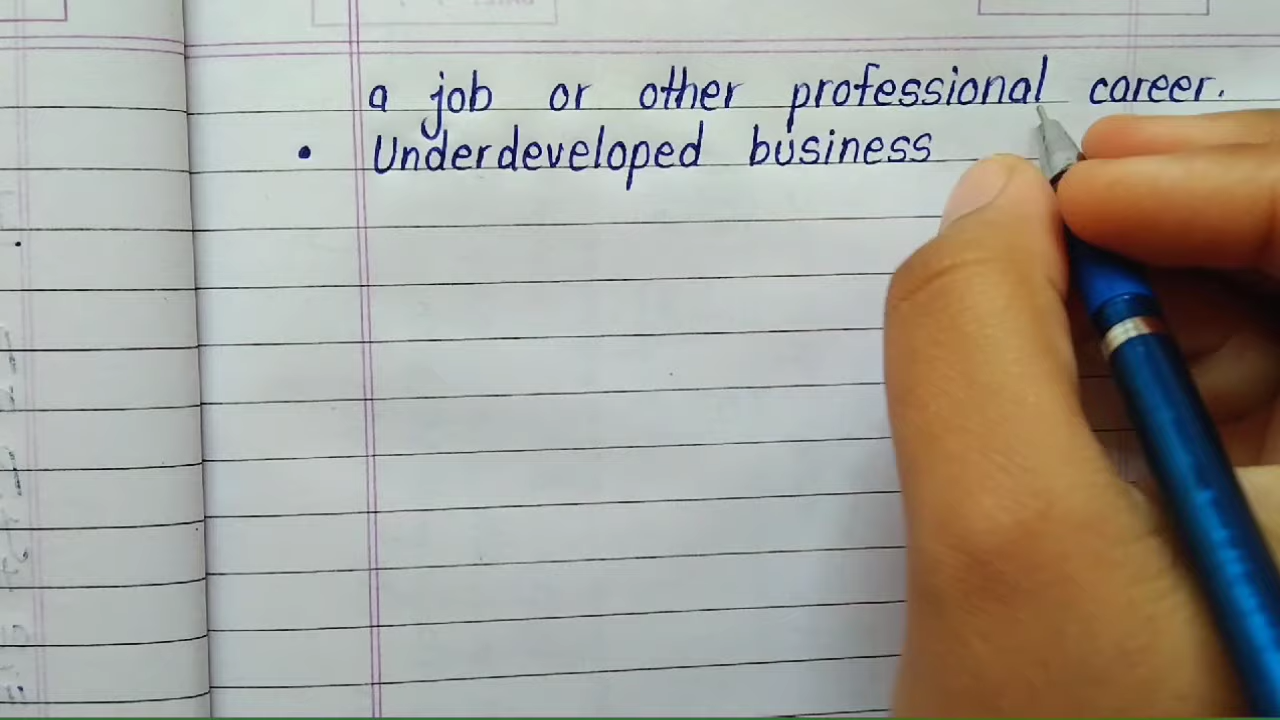 a job or other professional career.
• Underdeveloped business